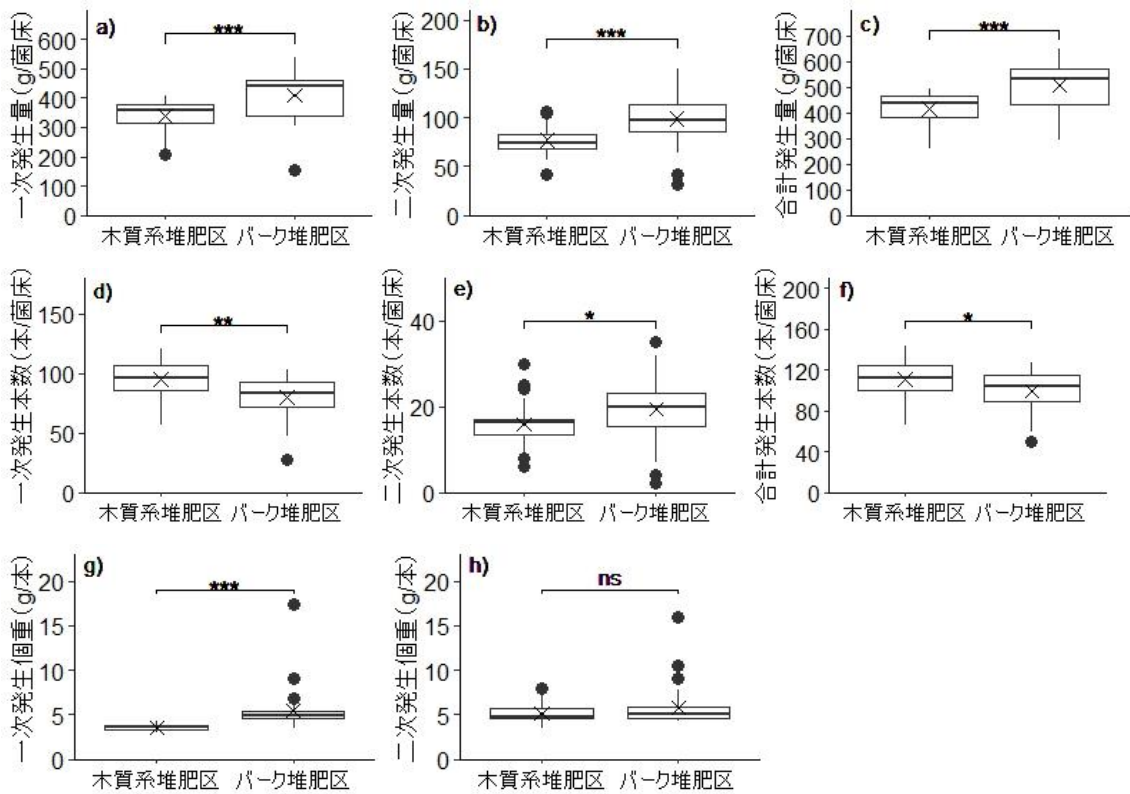 a)
***
一次発生量(g/菌床)
600
500
400
300
200
100
0
木質系堆肥区 バーク堆肥区
b)
***
二次発生量(g/菌床)
200
150
100
50
0
木質系堆肥区 バーク堆肥区
c)
***
合計発生量(g/菌床)
700
600
500
400
300
200
100
0
木質系堆肥区 バーク堆肥区
d)
**
一次発生本数(本/菌床)
150
100
50
0
木質系堆肥区 バーク堆肥区
e)
*
二次発生本数(本/菌床)
40
20
0
木質系堆肥区 バーク堆肥区
f)
*
合計発生本数(本/菌床)
200
160
120
80
40
0
木質系堆肥区 バーク堆肥区
g)
***
一次発生個重(g/本)
20
15
10
5
0
木質系堆肥区 バーク堆肥区
h)
ns
二次発生個重(g/本)
20
15
10
5
0
木質系堆肥区 バーク堆肥区